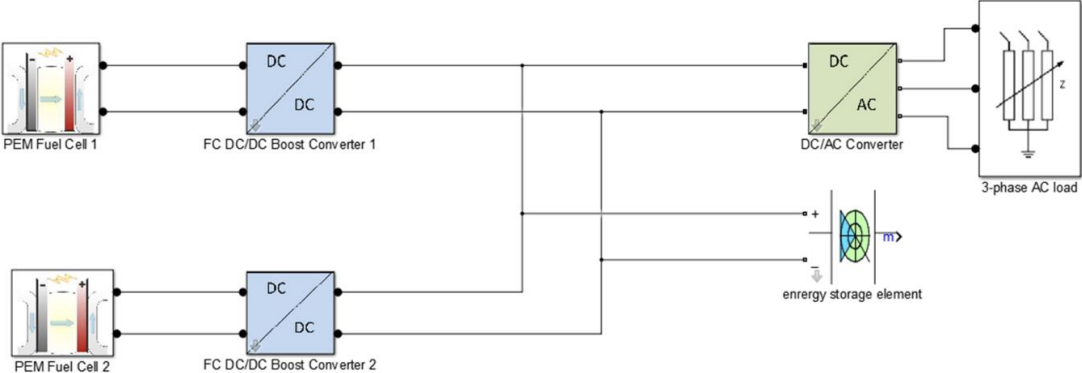 DC
DC
PEM Fuel Cell 1
FC DC/DC Boost Converter 1
DC
AC
DC/AC Converter
z
3-phase AC load
+
m
−
enrergy storage element
DC
DC
PEM Fuel Cell 2
FC DC/DC Boost Converter 2